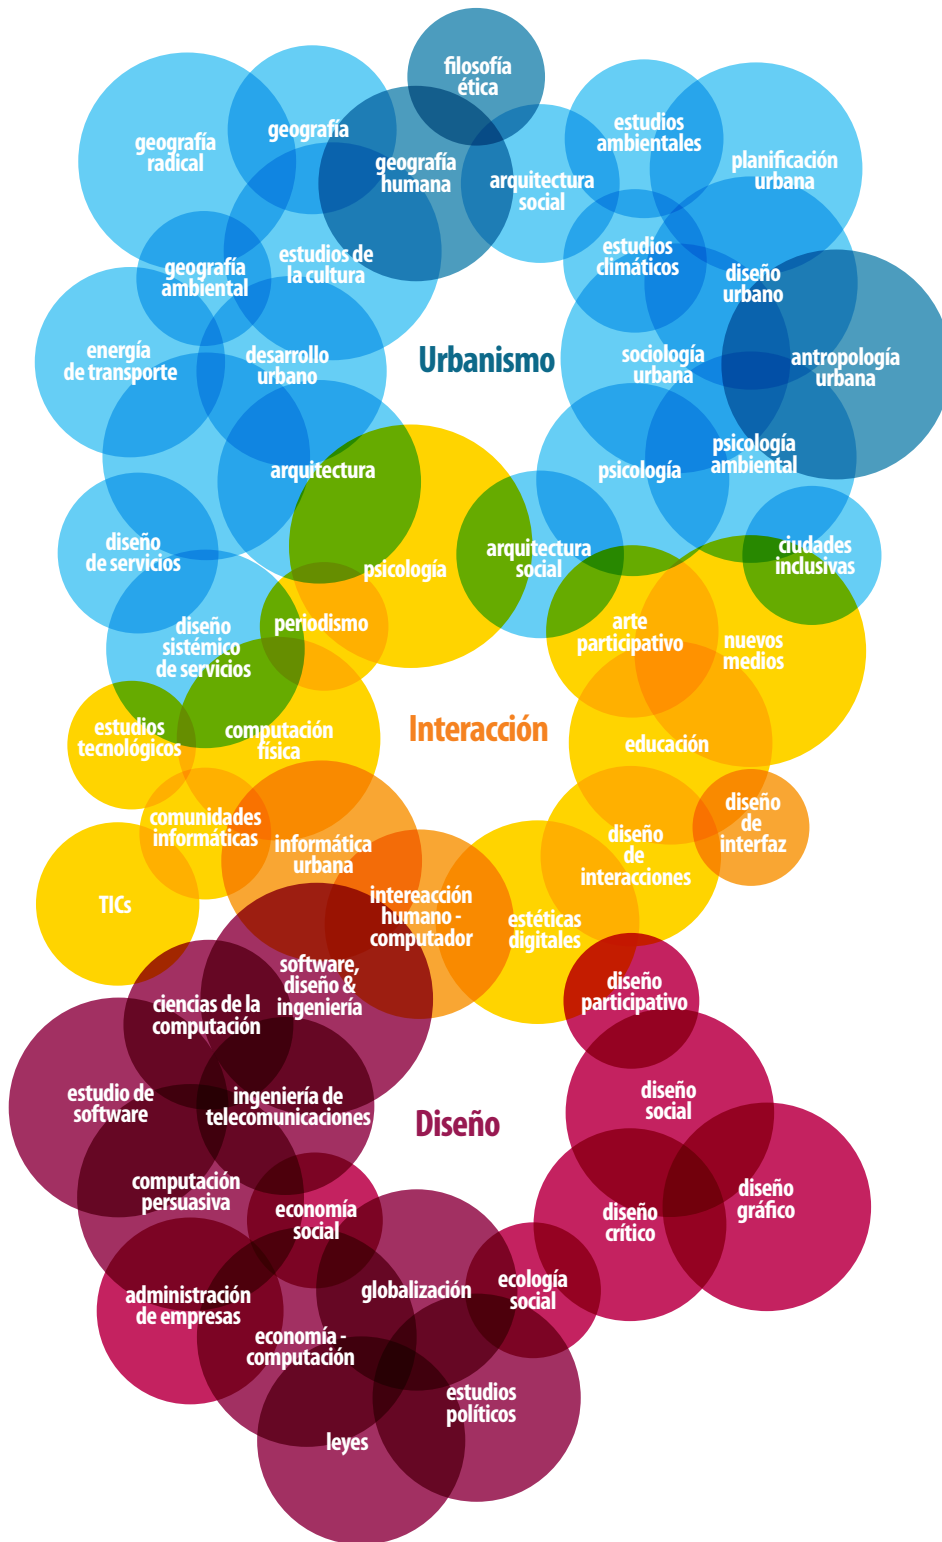 filosofía
ética
geografía
radical
geografía
geografía
humana
arquitectura
social
estudios
ambientales
planificación
urbana
geografía
ambiental
estudios de
la cultura
estudios
climáticos
diseño
urbano
energía
de transporte
desarrollo
urbano
Urbanismo
sociología
urbana
antropología
urbana
arquitectura
psicología
psicología
ambiental
diseño
de servicios
psicología
arquitectura
social
ciudades
inclusivas
diseño
sistémico
de servicios
periodismo
arte
participativo
nuevos
medios
estudios
tecnológicos
computación
física
Interacción
educación
comunidades
informáticas
informática
urbana
diseño
de
interacciones
diseño
de
interfaz
TICs
intereacción
humano -
computador
estéticas
digitales
software,
diseño &
ingeniería
diseño
participativo
ciencias de la
computación
estudio de
software
ingeniería de
telecomunicaciones
Diseño
diseño
social
computación
persuasiva
economía
social
diseño
crítico
diseño
gráfico
administración
de empresas
globalización
ecología
social
economía -
computación
estudios
políticos
leyes